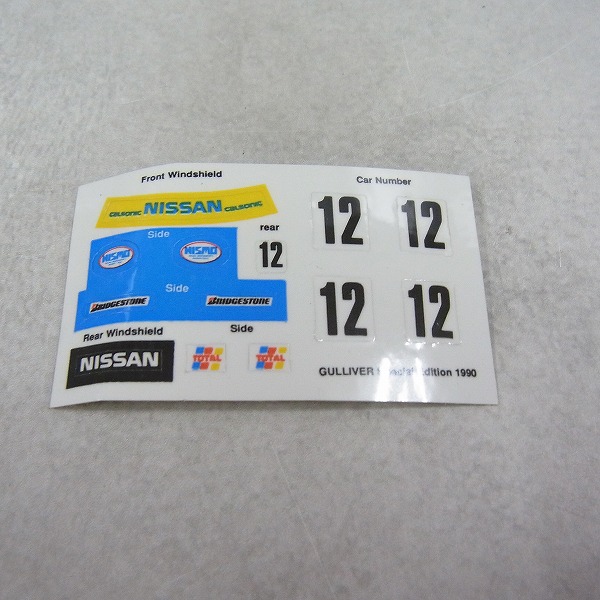 Front Windshield
calsonic NISSAN calsonic
Side
NISMO NISMO
rear
12
Side
BRIDGESTONE BRIDGESTONE
Rear Windshield
Side
NISSAN
TOTAL TOTAL
Car Number
12 12
12 12
GULLIVER Special Edition 1990